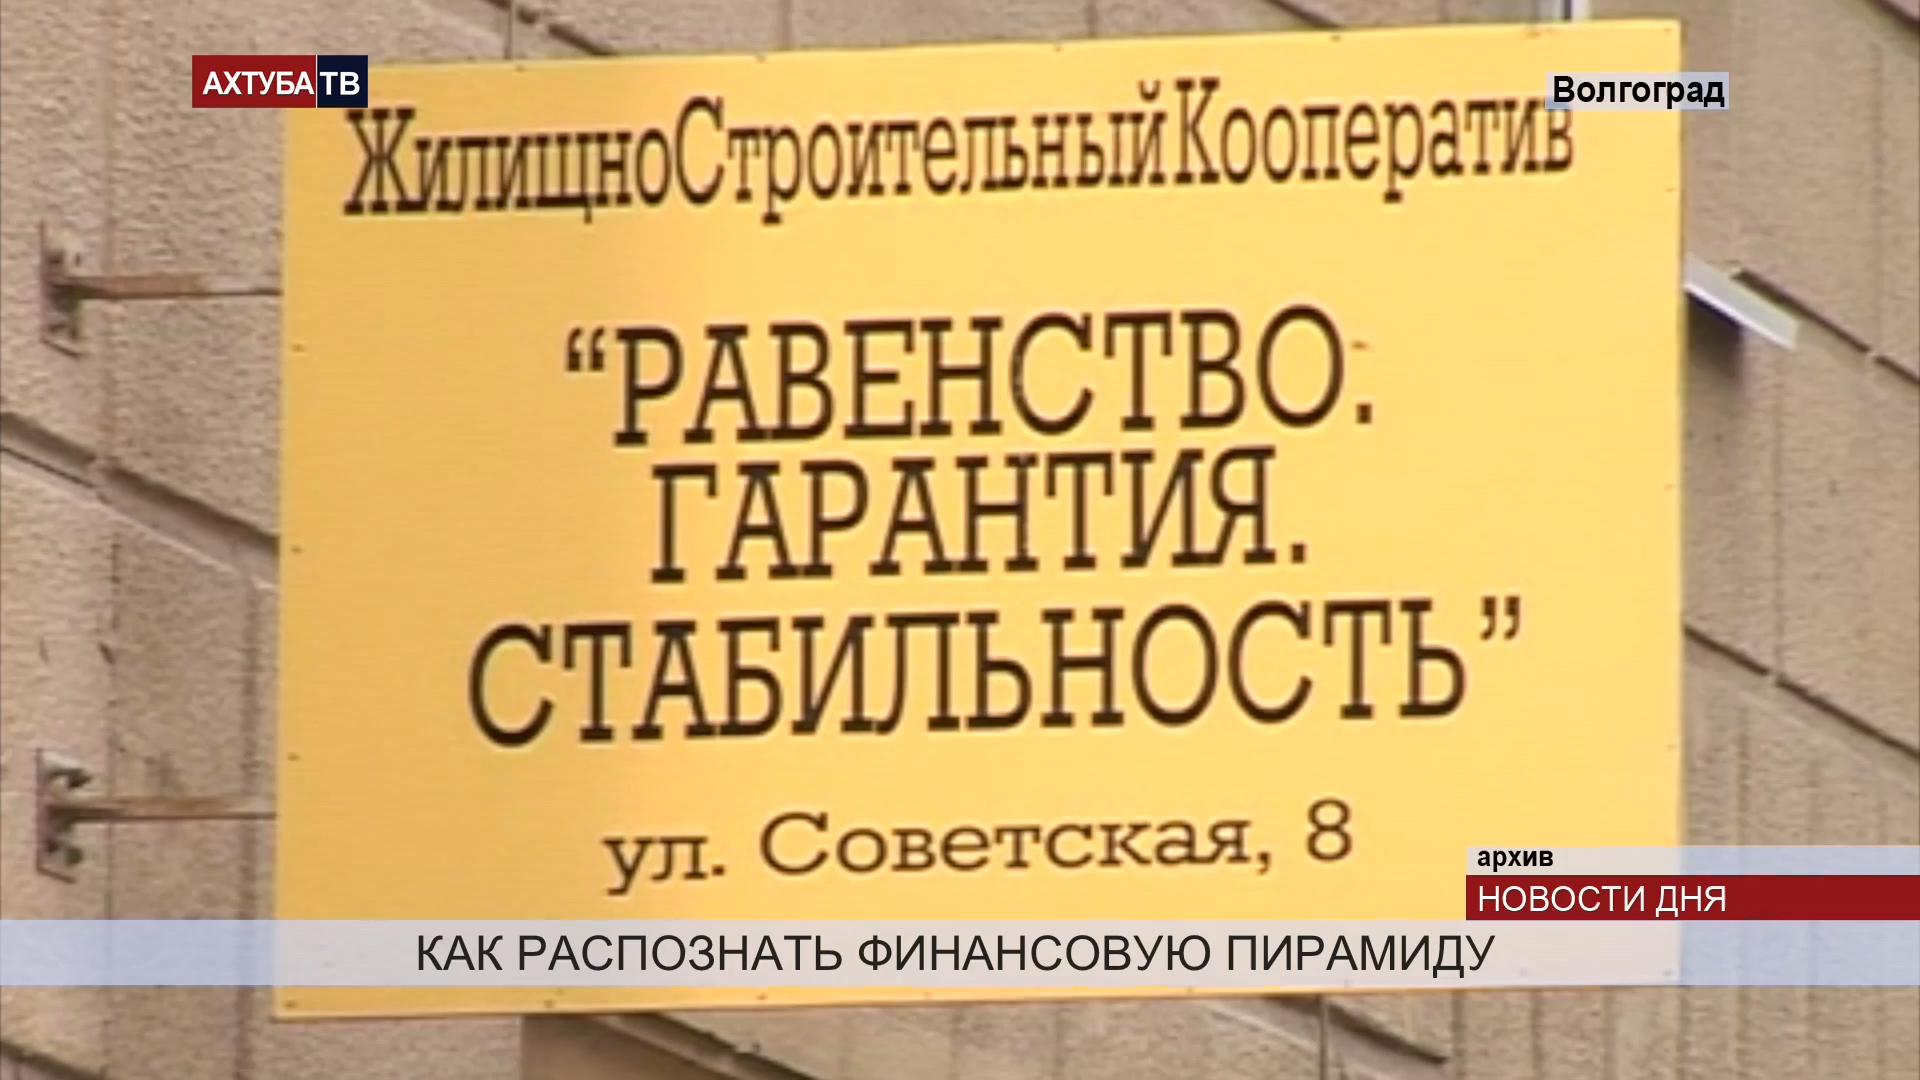 АХТУБА ТВ
Волгоград
ЖилищноСтроительныйКооператив
“РАВЕНСТВО.
ГАРАНТИЯ.
СТАБИЛЬНОСТЬ”
ул. Советская, 8
архив
НОВОСТИ ДНЯ
КАК РАСПОЗНАТЬ ФИНАНСОВУЮ ПИРАМИДУ